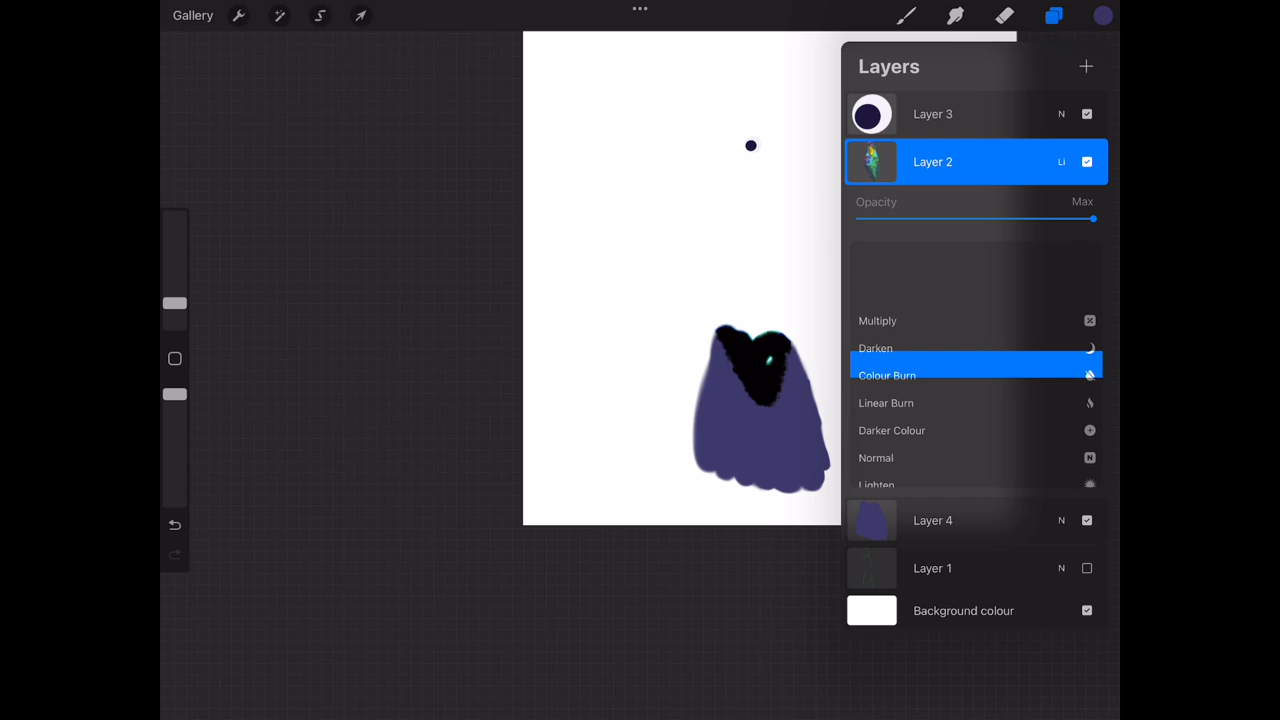 Gallery
Layers
Layer 3 N
Layer 2 Li
Opacity Max
Multiply
Darken
Colour Burn
Linear Burn
Darker Colour
Normal N
Lighten
Layer 4 N
Layer 1 N
Background colour